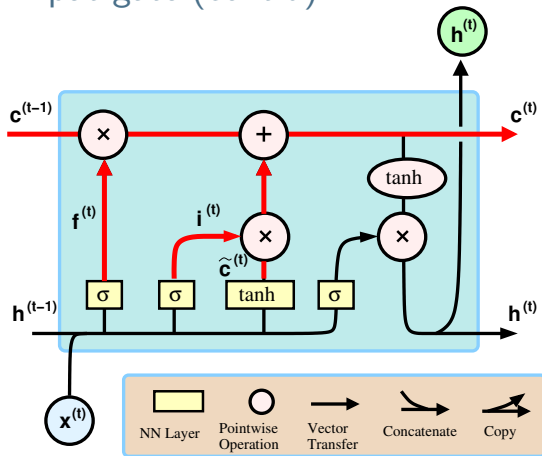 h(t)
c(t−1)
c(t)
×
+
tanh
f(t)
i(t)
×
×
c̃(t)
σ
σ
tanh
σ
h(t−1)
h(t)
x(t)
NN Layer
Pointwise
Operation
Vector
Transfer
Concatenate
Copy